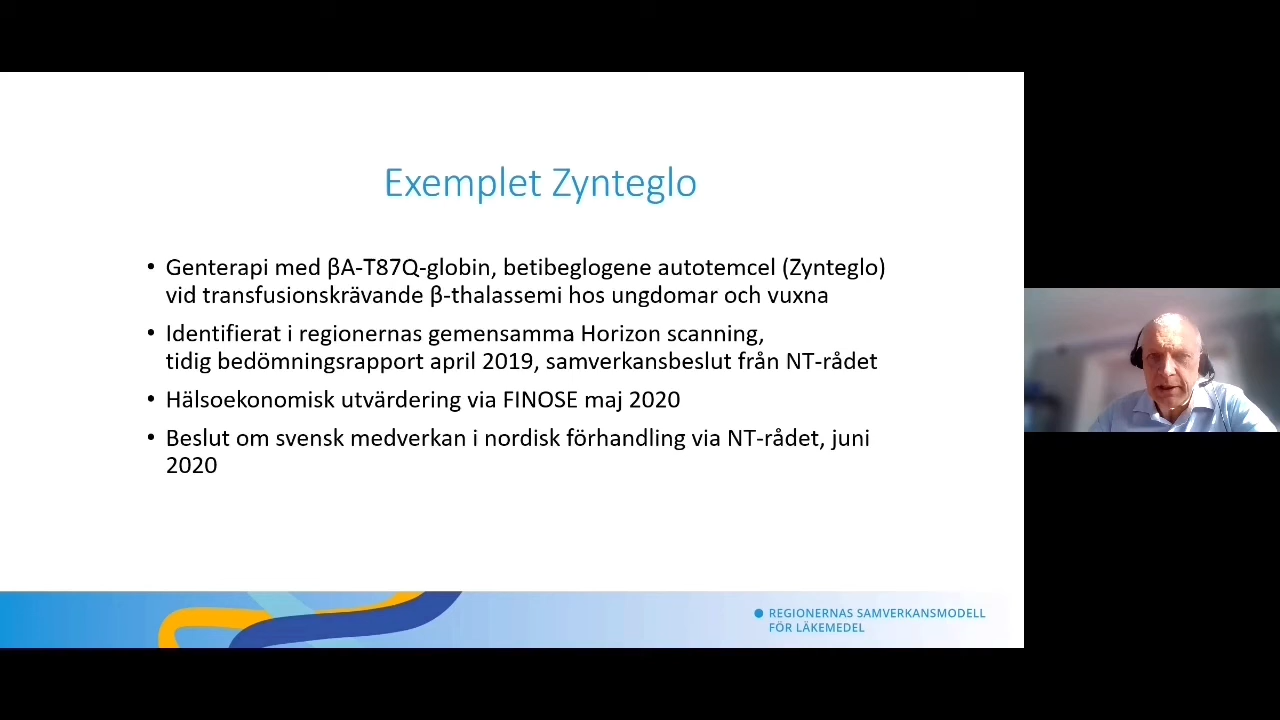 Exemplet Zynteglo
• Genterapi med βA-T87Q-globin, betibeglogene autotemcel (Zynteglo)
vid transfusionskrävande β-thalassemi hos ungdomar och vuxna
• Identifierat i regionernas gemensamma Horizon scanning,
tidig bedömningsrapport april 2019, samverkansbeslut från NT-rådet
• Hälsoekonomisk utvärdering via FINOSE maj 2020
• Beslut om svensk medverkan i nordisk förhandling via NT-rådet, juni
2020
REGIONERNAS SAMVERKANSMODELL
FÖR LÄKEMEDEL